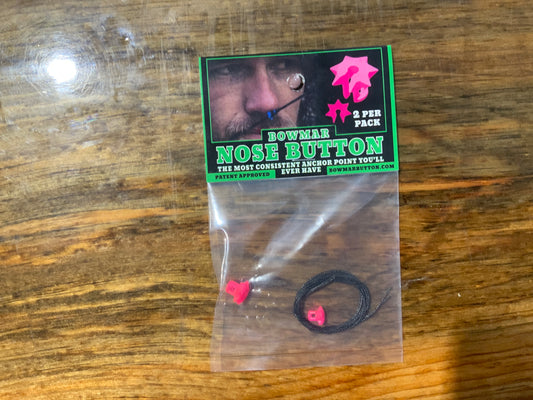 2 PER
PACK
BOWMAR
NOSE BUTTON
THE MOST CONSISTENT ANCHOR POINT YOU'LL
EVER HAVE
PATENT APPROVED
BOWMARBUTTON.COM